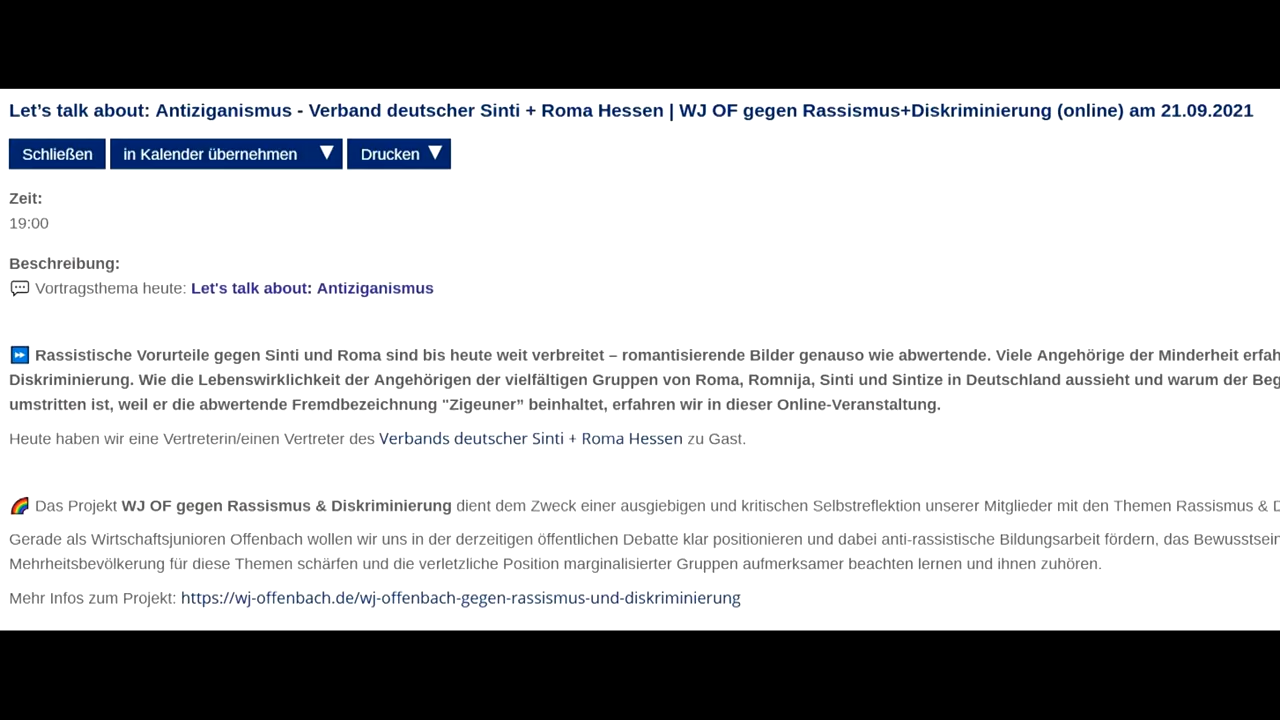 Let’s talk about: Antiziganismus - Verband deutscher Sinti + Roma Hessen | WJ OF gegen Rassismus+Diskriminierung (online) am 21.09.2021
Schließen in Kalender übernehmen Drucken
Zeit:
19:00
Beschreibung:
Vortragsthema heute: Let's talk about: Antiziganismus
Rassistische Vorurteile gegen Sinti und Roma sind bis heute weit verbreitet – romantisierende Bilder genauso wie abwertende. Viele Angehörige der Minderheit
Diskriminierung. Wie die Lebenswirklichkeit der Angehörigen der vielfältigen Gruppen von Roma, Romnija, Sinti und Sintize in Deutschland aussieht und warum der
umstritten ist, weil er die abwertende Fremdbezeichnung "Zigeuner” beinhaltet, erfahren wir in dieser Online-Veranstaltung.
Heute haben wir eine Vertreterin/einen Vertreter des Verbands deutscher Sinti + Roma Hessen zu Gast.
Das Projekt WJ OF gegen Rassismus & Diskriminierung dient dem Zweck einer ausgiebigen und kritischen Selbstreflektion unserer Mitglieder mit den Themen Rassismus &
Gerade als Wirtschaftsjunioren Offenbach wollen wir uns in der derzeitigen öffentlichen Debatte klar positionieren und dabei anti-rassistische Bildungsarbeit fördern, das
Mehrheitsbevölkerung für diese Themen schärfen und die verletzliche Position marginalisierter Gruppen aufmerksamer beachten lernen und ihnen zuhören.
Mehr Infos zum Projekt: https://wj-offenbach.de/wj-offenbach-gegen-rassismus-und-diskriminierung